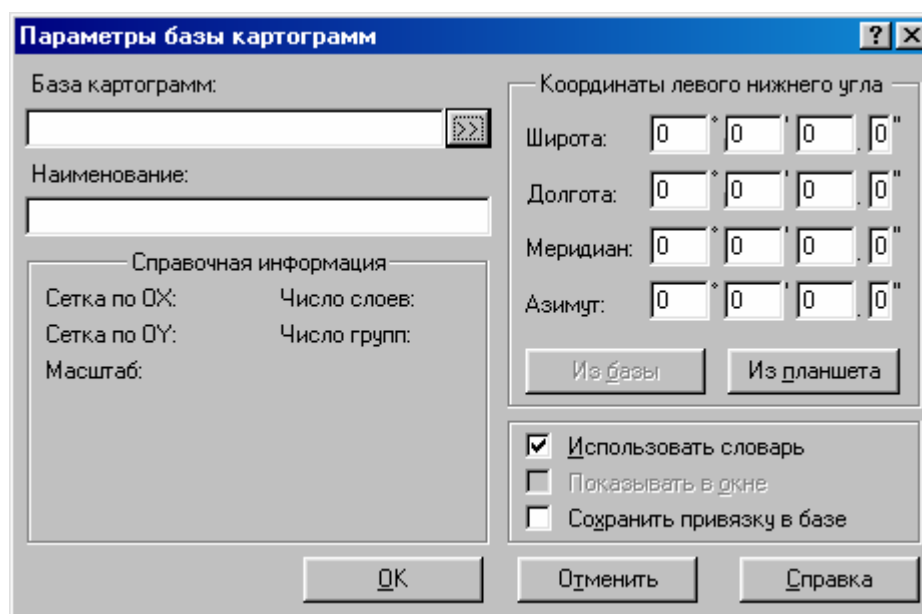 Параметры базы картограмм
? ×
База картограмм:
>>
Наименование:
Справочная информация
Сетка по OX: Число слоев:
Сетка по OY: Число групп:
Масштаб:
Координаты левого нижнего угла
Широта: 0 ° 0 ' 0 . 0 "
Долгота: 0 ° 0 ' 0 . 0 "
Меридиан: 0 ° 0 ' 0 . 0 "
Азимут: 0 ° 0 ' 0 . 0 "
Из базы Из планшета
Использовать словарь
Показывать в окне
Сохранить привязку в базе
OK Отменить Справка